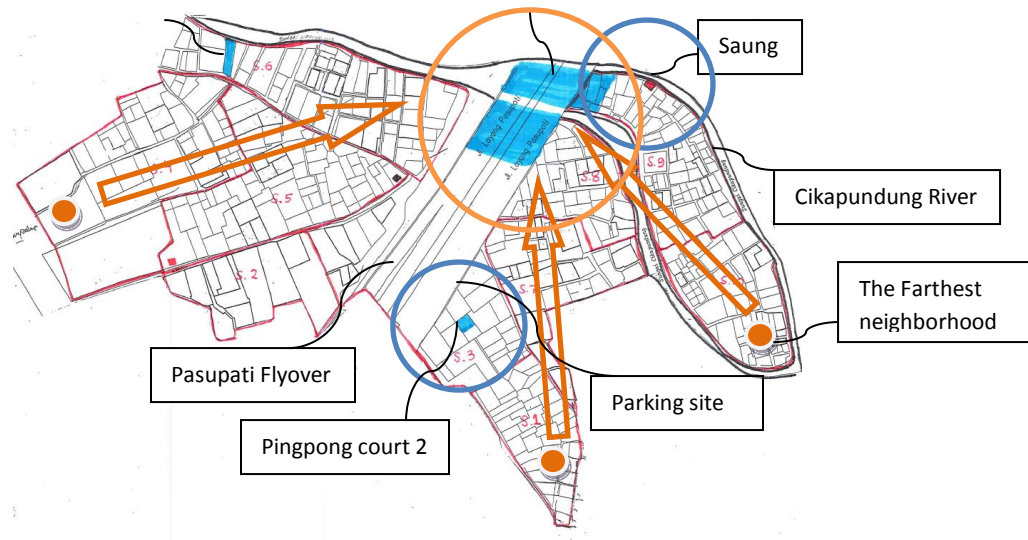 Saung
S.6
Jl. Layang Pasupati
Jl. Layang Pasupati
S.9
S.8
Cikapundung River
S.5
S.2
S.7
The Farthest
neighborhood
S.3
Pasupati Flyover
Parking site
S.1
Pingpong court 2